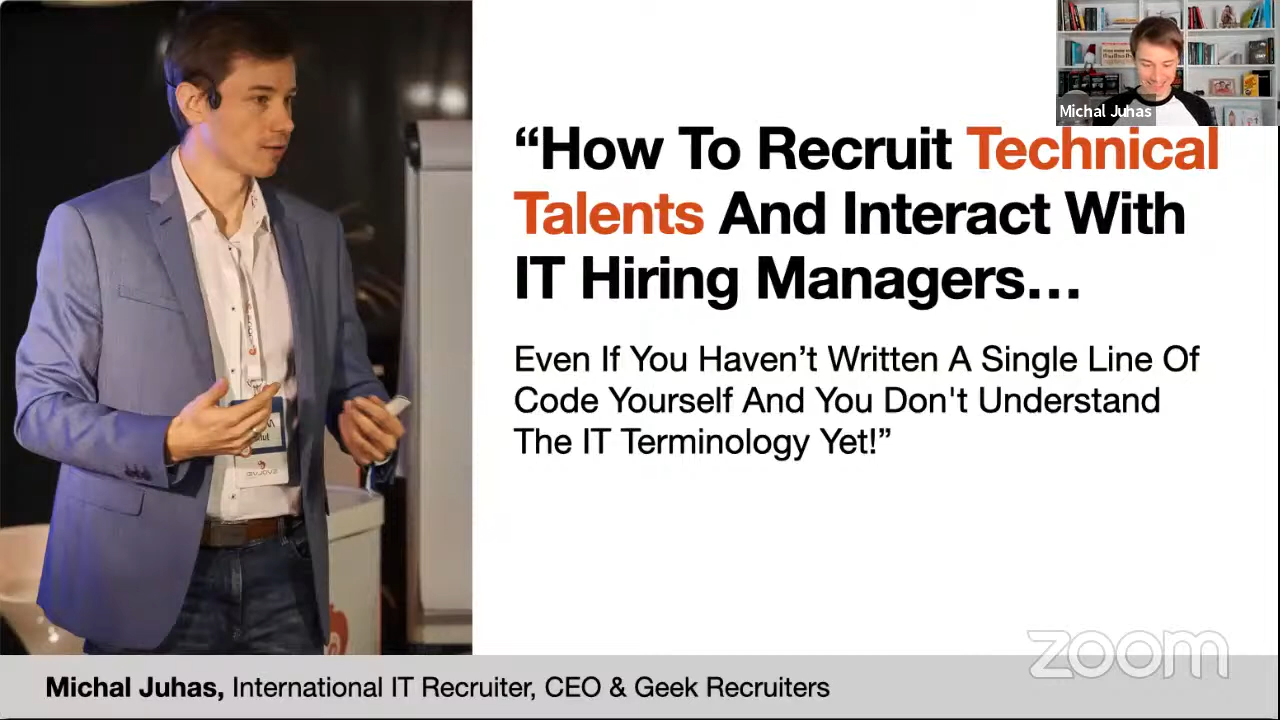 Michal Juhas
“How To Recruit Technical
Talents And Interact With
IT Hiring Managers…
Even If You Haven’t Written A Single Line Of
Code Yourself And You Don't Understand
The IT Terminology Yet!”
zoom
Michal Juhas, International IT Recruiter, CEO & Geek Recruiters